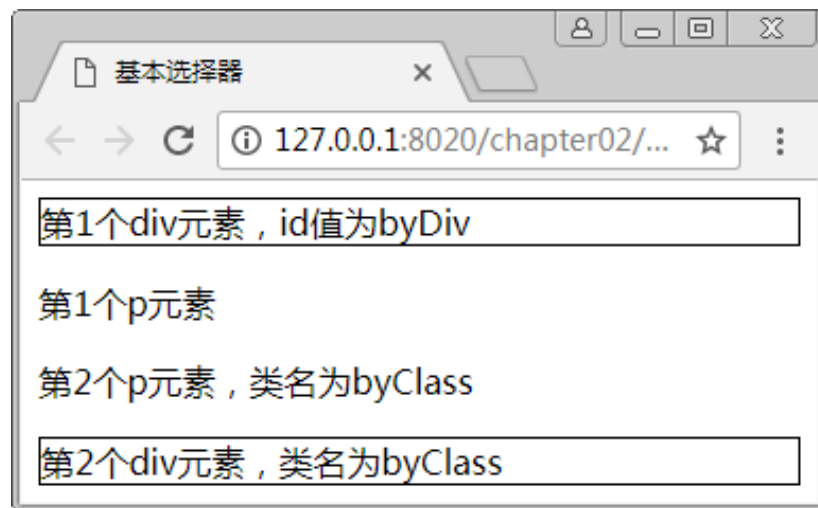 基本选择器
127.0.0.1:8020/chapter02/...
第1个div元素，id值为byDiv
第1个p元素
第2个p元素，类名为byClass
第2个div元素，类名为byClass